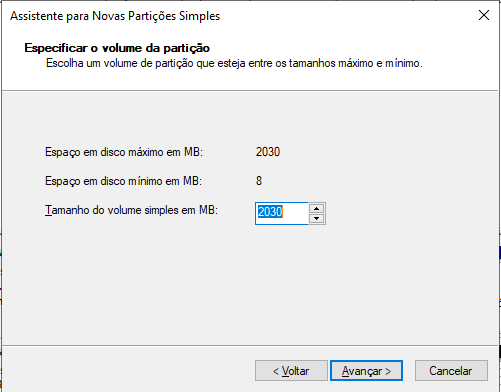 Assistente para Novas Partições Simples
Especificar o volume da partição
Escolha um volume de partição que esteja entre os tamanhos máximo e mínimo.
Espaço em disco máximo em MB: 2030
Espaço em disco mínimo em MB: 8
Tamanho do volume simples em MB: 2030
< Voltar Avançar > Cancelar